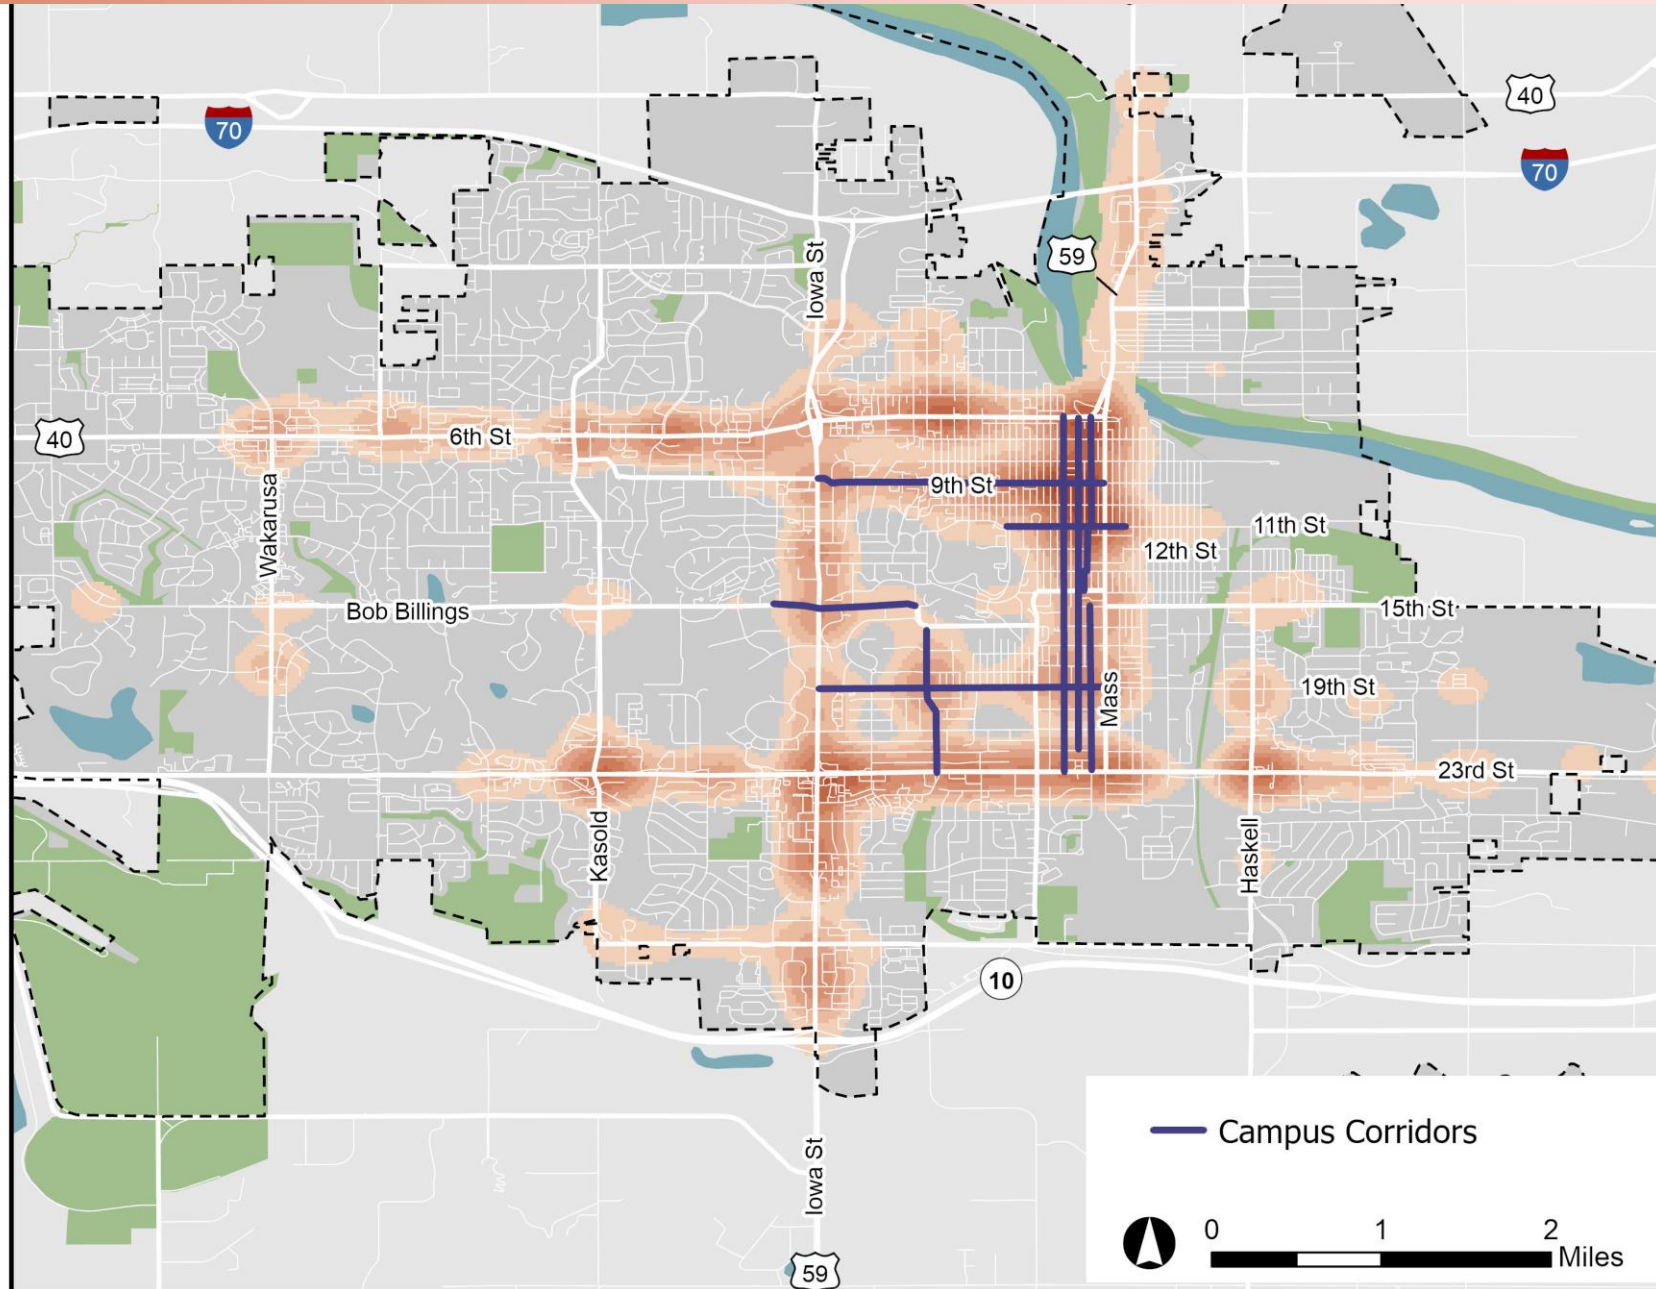 40
70
70
59
Iowa St
40
6th St
Wakarusa
9th St
11th St
12th St
Bob Billings
15th St
19th St
Mass
23rd St
Kasold
Haskell
10
Iowa St
59
Campus Corridors
0 1 2
Miles